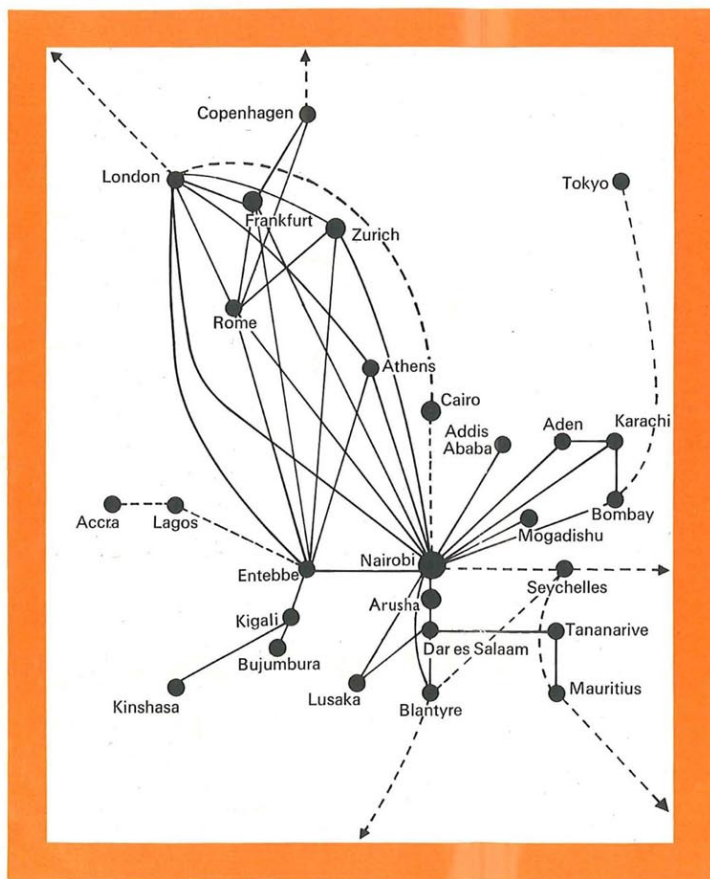 Copenhagen
London
Tokyo
Frankfurt
Zurich
Rome
Athens
Cairo
Addis
Ababa
Aden
Karachi
Accra
Lagos
Bombay
Mogadishu
Entebbe
Nairobi
Seychelles
Arusha
Kigali
Dar es Salaam
Tananarive
Bujumbura
Kinshasa
Lusaka
Blantyre
Mauritius